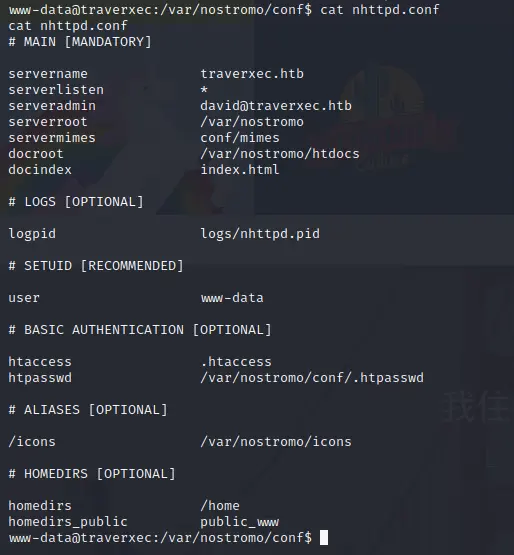 www-data@traverxec:/var/nostromo/conf$ cat nhttpd.conf
cat nhttpd.conf
# MAIN [MANDATORY]
servername traverxec.htb
serverlisten *
serveradmin david@traverxec.htb
serverroot /var/nostromo
servermimes conf/mimes
docroot /var/nostromo/htdocs
docindex index.html
# LOGS [OPTIONAL]
logpid logs/nhttpd.pid
# SETUID [RECOMMENDED]
user www-data
# BASIC AUTHENTICATION [OPTIONAL]
htaccess .htaccess
htpasswd /var/nostromo/conf/.htpasswd
# ALIASES [OPTIONAL]
/icons /var/nostromo/icons
我住
# HOMEDIRS [OPTIONAL]
homedirs /home
homedirs_public public_www
www-data@traverxec:/var/nostromo/conf$